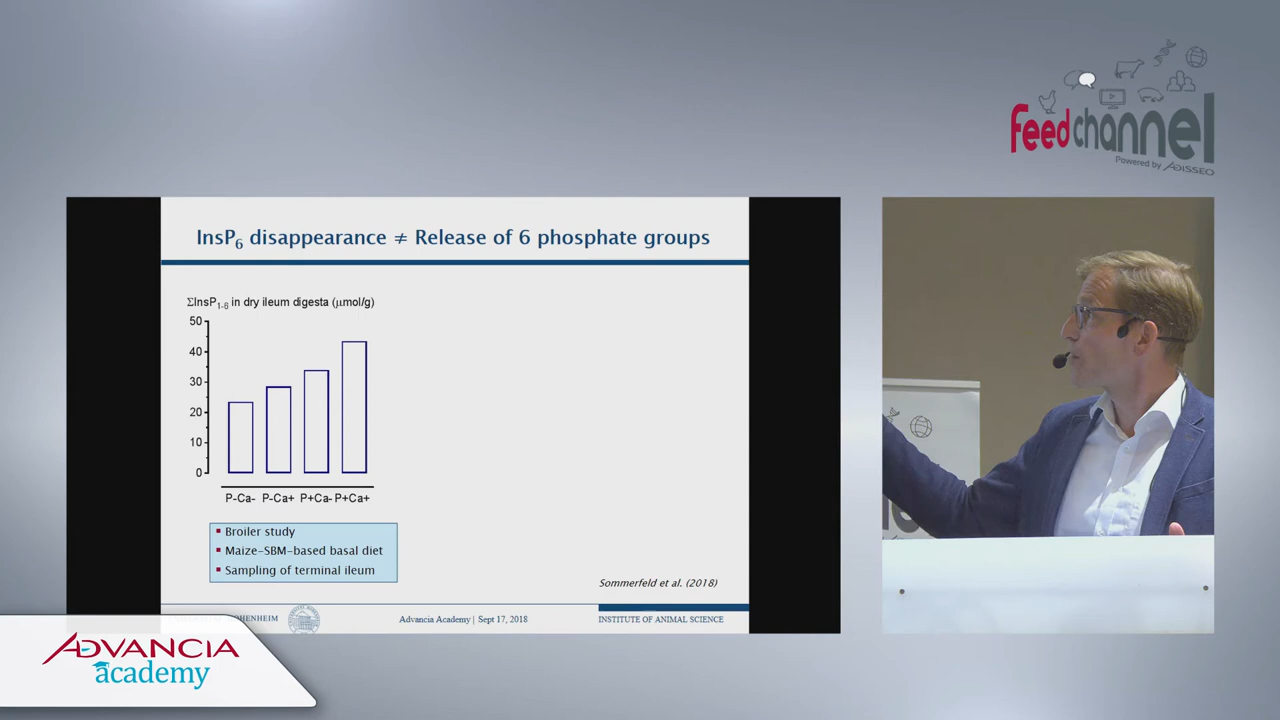 feedchannel
Powered by ADISSEO
InsP6 disappearance ≠ Release of 6 phosphate groups
ΣInsP1-6 in dry ileum digesta (µmol/g)
50
40
30
20
10
0
P-Ca- P-Ca+ P+Ca- P+Ca+
▪ Broiler study
▪ Maize-SBM-based basal diet
▪ Sampling of terminal ileum
Sommerfeld et al. (2018)
Advancia Academy | Sept 17, 2018
INSTITUTE OF ANIMAL SCIENCE
ADVANCIA
academy